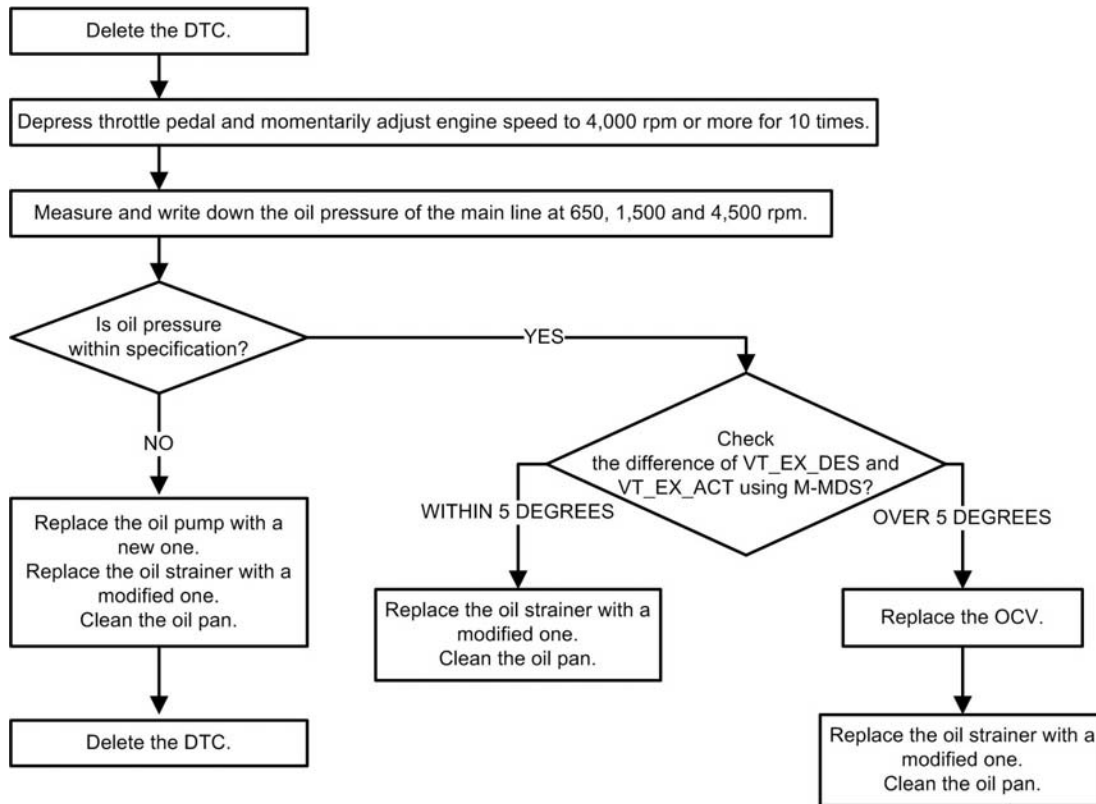 Delete the DTC.
Depress throttle pedal and momentarily adjust engine speed to 4,000 rpm or more for 10 times.
Measure and write down the oil pressure of the main line at 650, 1,500 and 4,500 rpm.
Is oil pressure
within specification?
YES
NO
Check
the difference of VT_EX_DES and
VT_EX_ACT using M-MDS?
WITHIN 5 DEGREES
OVER 5 DEGREES
Replace the oil pump with a
new one.
Replace the oil strainer with a
modified one.
Clean the oil pan.
Replace the oil strainer with a
modified one.
Clean the oil pan.
Replace the OCV.
Delete the DTC.
Replace the oil strainer with a
modified one.
Clean the oil pan.